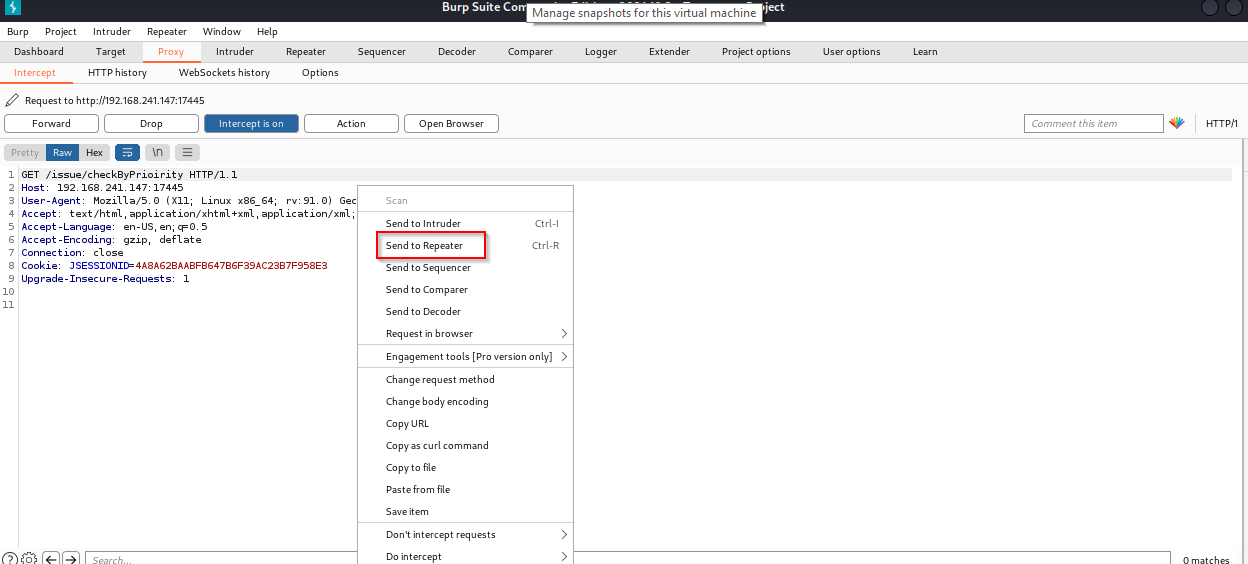 Burp Suite Com
Manage snapshots for this virtual machine
Project
Burp Project Intruder Repeater Window Help
Dashboard Target Proxy Intruder Repeater Sequencer Decoder Comparer Logger Extender Project options User options Learn
Intercept HTTP history WebSockets history Options
Request to http://192.168.241.147:17445
Forward Drop Intercept is on Action Open Browser Comment this item HTTP/1
Pretty Raw Hex \n
1 GET /issue/checkByPrioirity HTTP/1.1
2 Host: 192.168.241.147:17445
3 User-Agent: Mozilla/5.0 (X11; Linux x86_64; rv:91.0) Gec
4 Accept: text/html,application/xhtml+xml,application/xml;
5 Accept-Language: en-US,en;q=0.5
6 Accept-Encoding: gzip, deflate
7 Connection: close
8 Cookie: JSESSIONID=4A8A62BAABFB647B6F39AC23B7F958E3
9 Upgrade-Insecure-Requests: 1
10
11
Scan
Send to Intruder Ctrl-I
Send to Repeater Ctrl-R
Send to Sequencer
Send to Comparer
Send to Decoder
Request in browser
Engagement tools [Pro version only]
Change request method
Change body encoding
Copy URL
Copy as curl command
Copy to file
Paste from file
Save item
Don't intercept requests
Do intercept
? Search... 0 matches